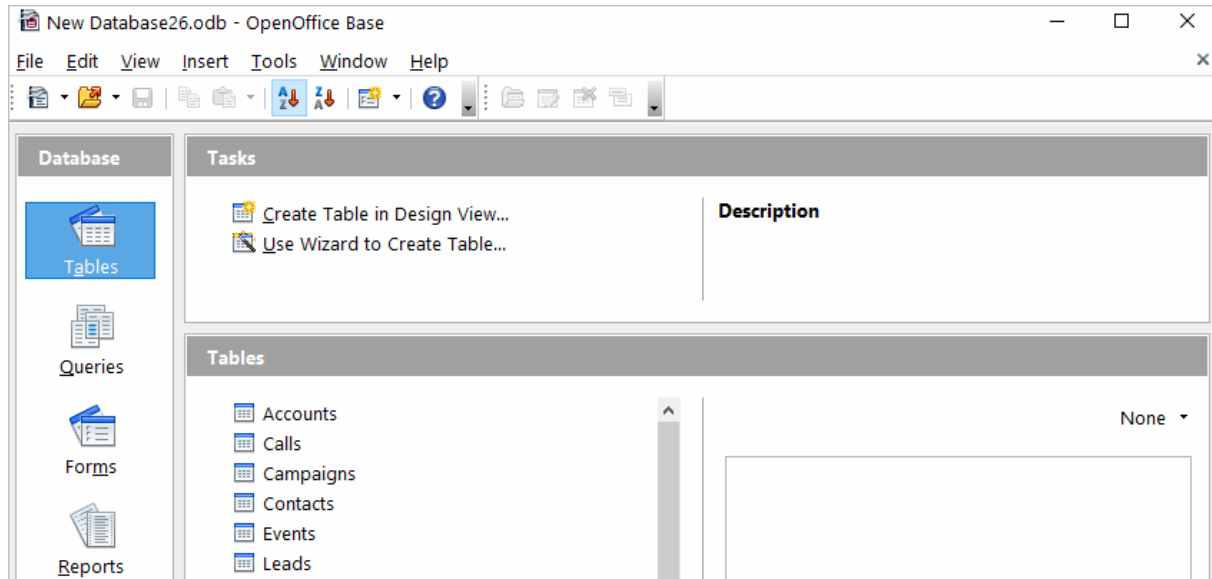 New Database26.odb - OpenOffice Base
File Edit View Insert Tools Window Help
Database
Tables
Queries
Forms
Reports
Tasks
Create Table in Design View...
Use Wizard to Create Table...
Description
Tables
Accounts
Calls
Campaigns
Contacts
Events
Leads
None